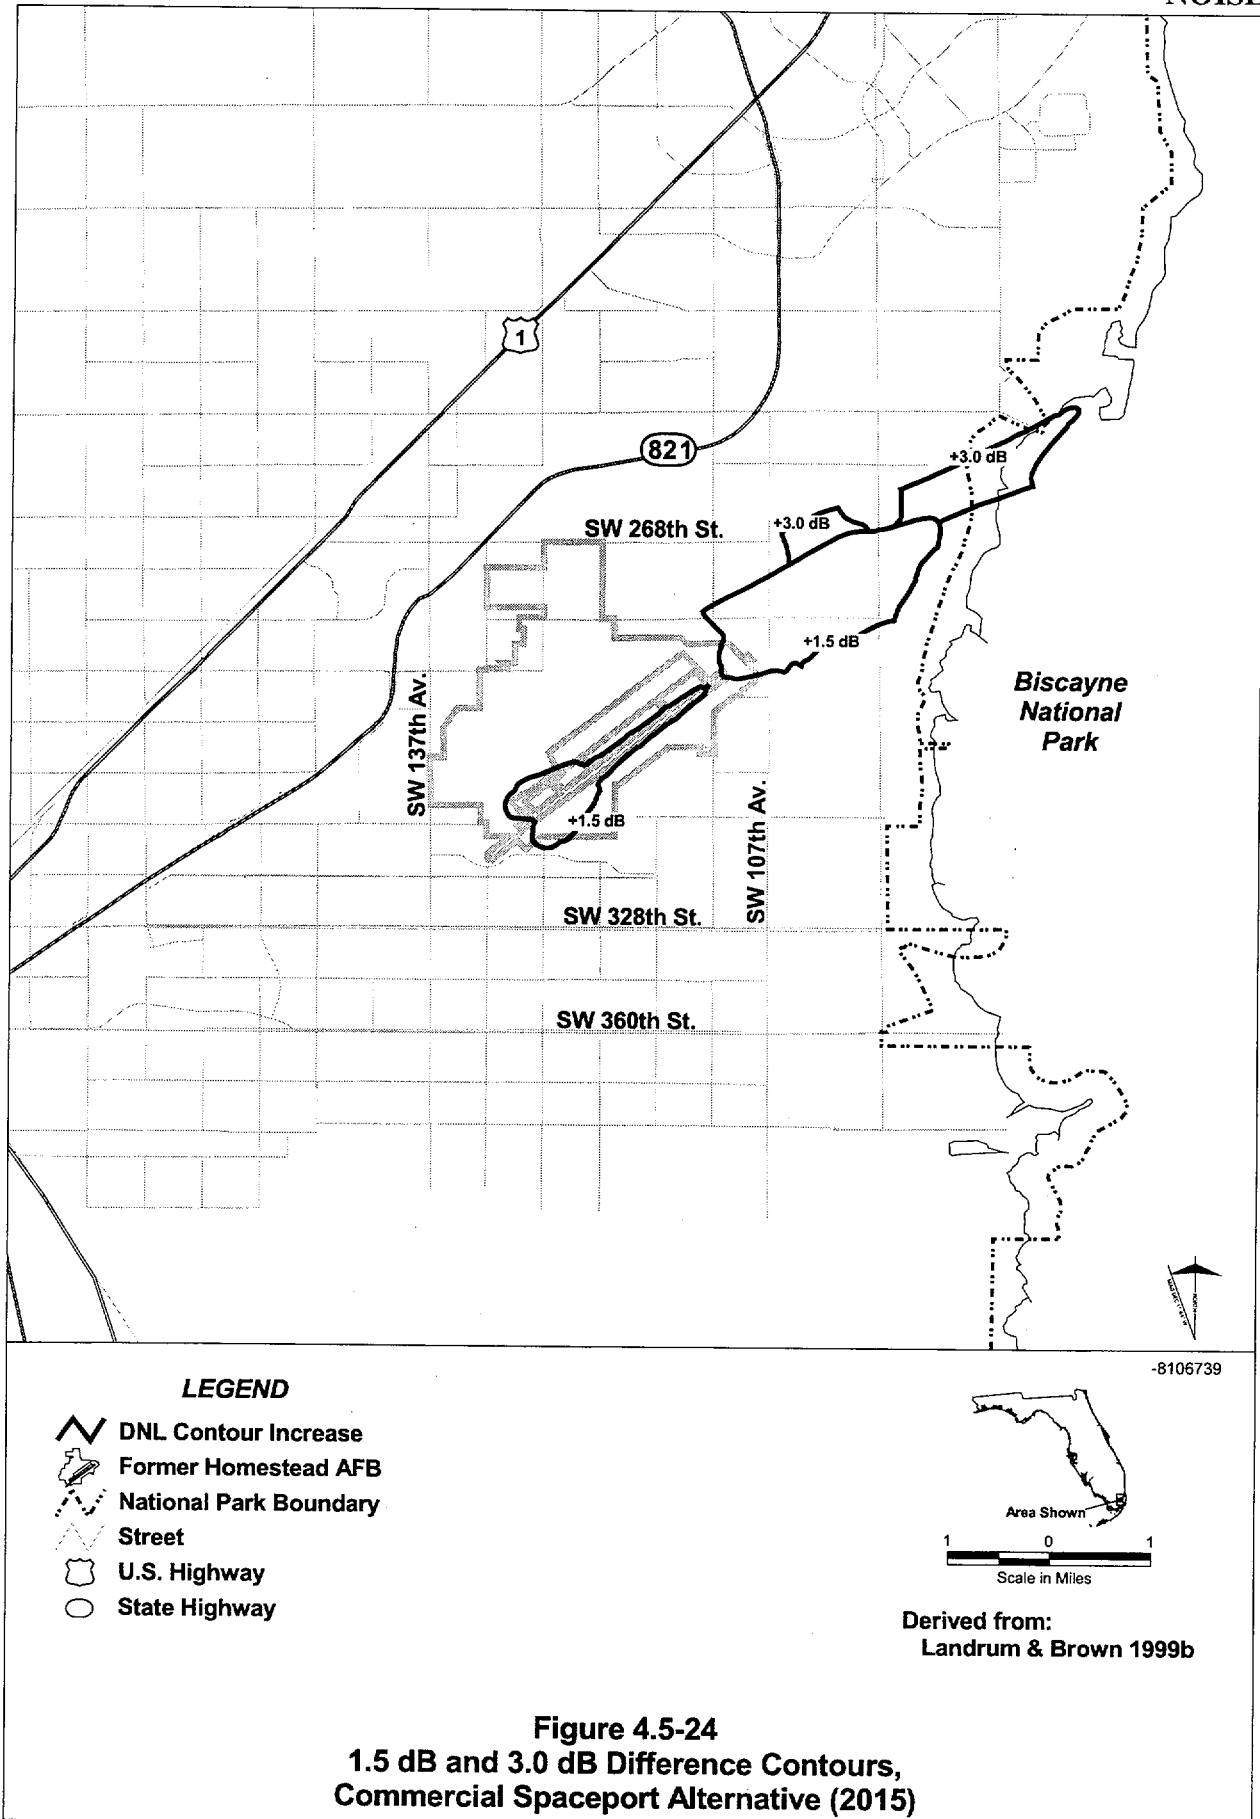 1
821
+3.0 dB
+3.0 dB
SW 268th St.
+1.5 dB
Biscayne
National
Park
SW 137th Av.
+1.5 dB
SW 107th Av.
SW 328th St.
SW 360th St.
-8106739
LEGEND
DNL Contour Increase
Former Homestead AFB
National Park Boundary
Street
U.S. Highway
State Highway
Area Shown
1 0 1
Scale in Miles
Derived from:
Landrum & Brown 1999b
Figure 4.5-24
1.5 dB and 3.0 dB Difference Contours,
Commercial Spaceport Alternative (2015)